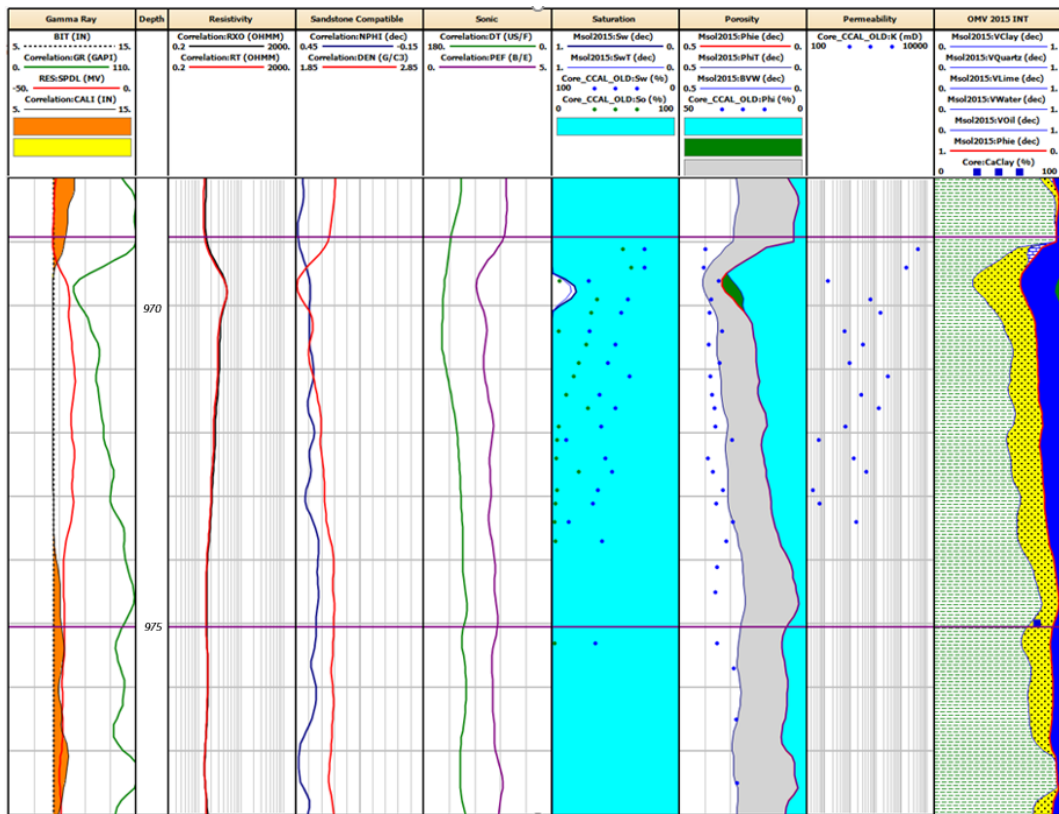 Gamma Ray Depth Resistivity Sandstone Compatible Sonic Saturation Porosity Permeability OMV 2015 INT
BIT (IN)
5. 15.
Correlation:GR (GAPI)
0. 110.
RES:SPDL (MV)
-50. 0.
Correlation:CALI (IN)
5. 15.
Correlation:RXO (OHMM)
0.2 2000.
Correlation:RT (OHMM)
0.2 2000.
Correlation:NPHI (dec)
0.45 -0.15
Correlation:DEN (G/C3)
1.85 2.85
Correlation:DT (US/F)
180. 0.
Correlation:PEF (B/E)
0. 5.
Msol2015:Sw (dec)
1. 0.
Msol2015:SwT (dec)
1. 0.
Core_CCAL_OLD:Sw (%)
100 0
Core_CCAL_OLD:So (%)
0 100
Msol2015:Phie (dec)
0.5 0.
Msol2015:PhiT (dec)
0.5 0.
Msol2015:BVW (dec)
0.5 0.
Core_CCAL_OLD:Phi (%)
50 0
Core_CCAL_OLD:K (mD)
100 10000
Msol2015:VClay (dec)
0. 1.
Msol2015:VQuartz (dec)
0. 1.
Msol2015:VLime (dec)
0. 1.
Msol2015:VWater (dec)
0. 1.
Msol2015:VOil (dec)
0. 1.
Msol2015:Phie (dec)
1. 0.
Core:CaClay (%)
0 100
970
975